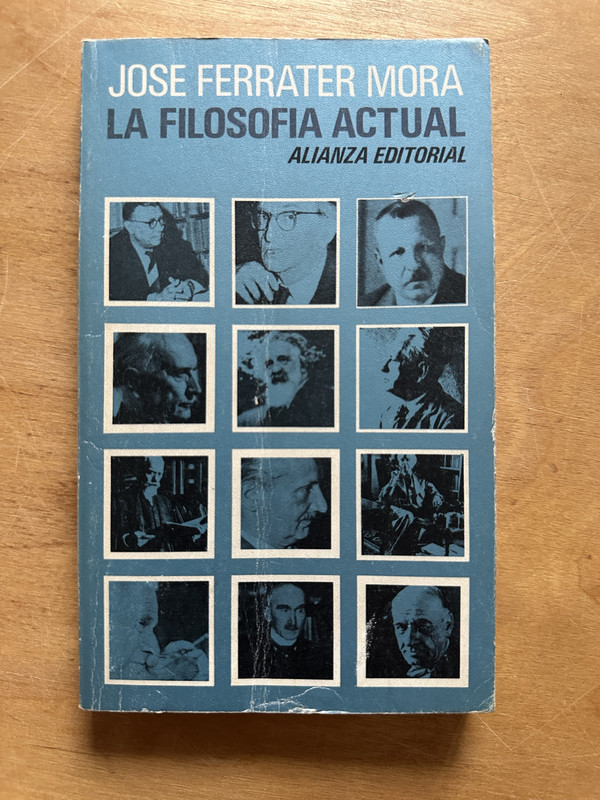 JOSE FERRATER MORA
LA FILOSOFIA ACTUAL
ALIANZA EDITORIAL